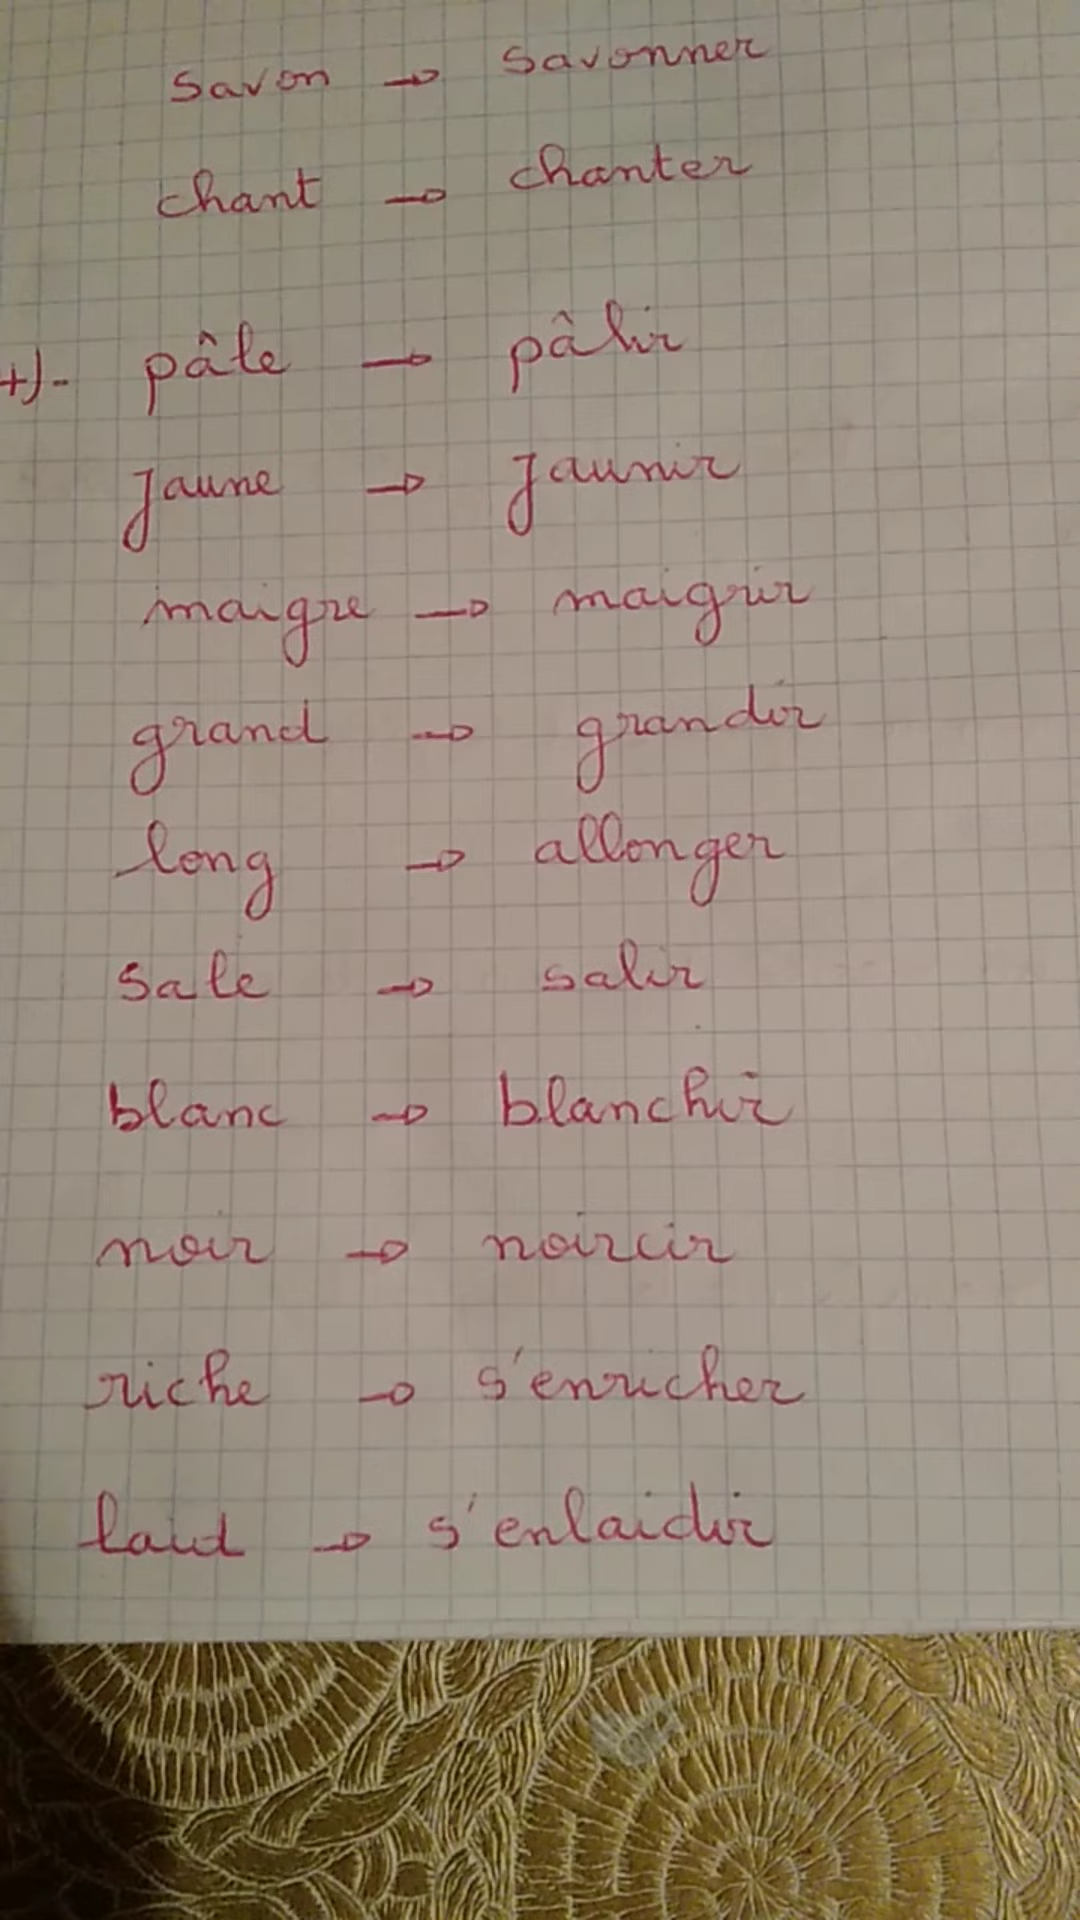 savon → savonner
chant → chanter
+)- pâle → pâlir
Jaune → Jaunir
maigre → maigrir
grand → grandir
long → allonger
sale → salir
blanc → blanchir
noir → noircir
riche → s'enricher
laid → s'enlaidir